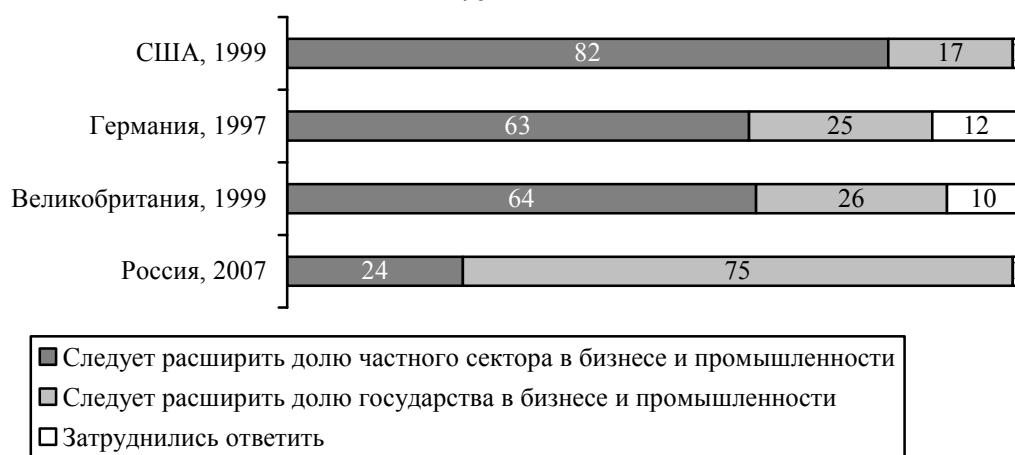 США, 1999
82 17
Германия, 1997
63 25 12
Великобритания, 1999
64 26 10
Россия, 2007
24 75
Следует расширить долю частного сектора в бизнесе и промышленности
Следует расширить долю государства в бизнесе и промышленности
Затруднились ответить